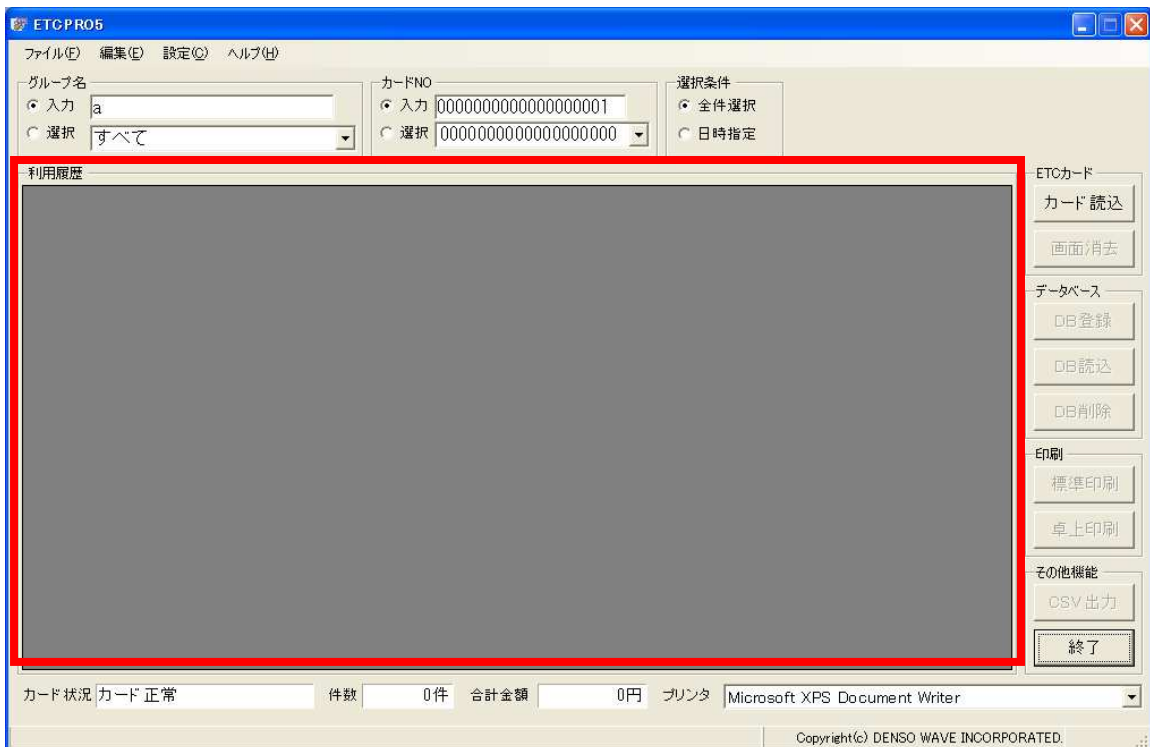 ETCPRO5
ファイル(F) 編集(E) 設定(C) ヘルプ(H)
グループ名
入力 a
選択 すべて
カードNO
入力 0000000000000000001
選択 0000000000000000000
選択条件
全件選択
日時指定
利用履歴
ETCカード
カード読込
画面消去
データベース
DB登録
DB読込
DB削除
印刷
標準印刷
卓上印刷
その他機能
CSV出力
終了
カード状況 カード正常 件数 0件 合計金額 0円 プリンタ Microsoft XPS Document Writer
Copyright(c) DENSO WAVE INCORPORATED.